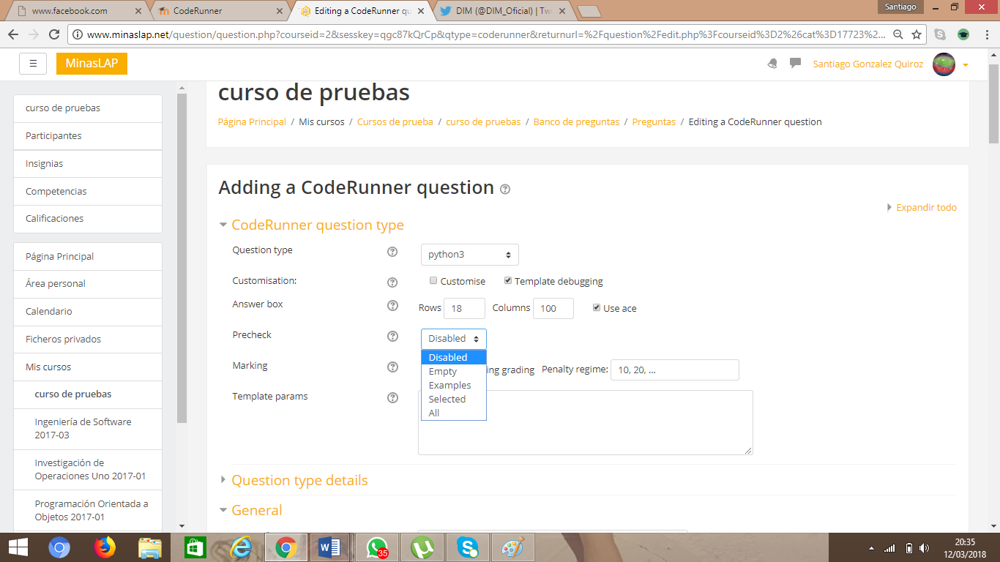 www.facebook.com
CodeRunner
Editing a CodeRunner qu
DIM (@DIM_Oficial) | Tw
Santiago
www.minaslap.net/question/question.php?courseid=2&sesskey=qgc87kQrCp&qtype=coderunner&returnurl=%2Fquestion%2Fedit.php%3Fcourseid%3D2%26cat%3D17723%2...
MinasLAP
Santiago Gonzalez Quiroz
curso de pruebas
Participantes
Insignias
Competencias
Calificaciones
Página Principal
Área personal
Calendario
Ficheros privados
Mis cursos
curso de pruebas
Ingeniería de Software
2017-03
Investigación de
Operaciones Uno 2017-01
Programación Orientada a
Objetos 2017-01
curso de pruebas
Página Principal / Mis cursos / Cursos de prueba / curso de pruebas / Banco de preguntas / Preguntas / Editing a CodeRunner question
Adding a CodeRunner question
Expandir todo
CodeRunner question type
Question type python3
Customisation: Customise Template debugging
Answer box Rows 18 Columns 100 Use ace
Precheck Disabled
Disabled
Empty
Examples
Selected
All
Marking ing grading Penalty regime: 10, 20, ...
Template params
Question type details
General
35
20:35
12/03/2018